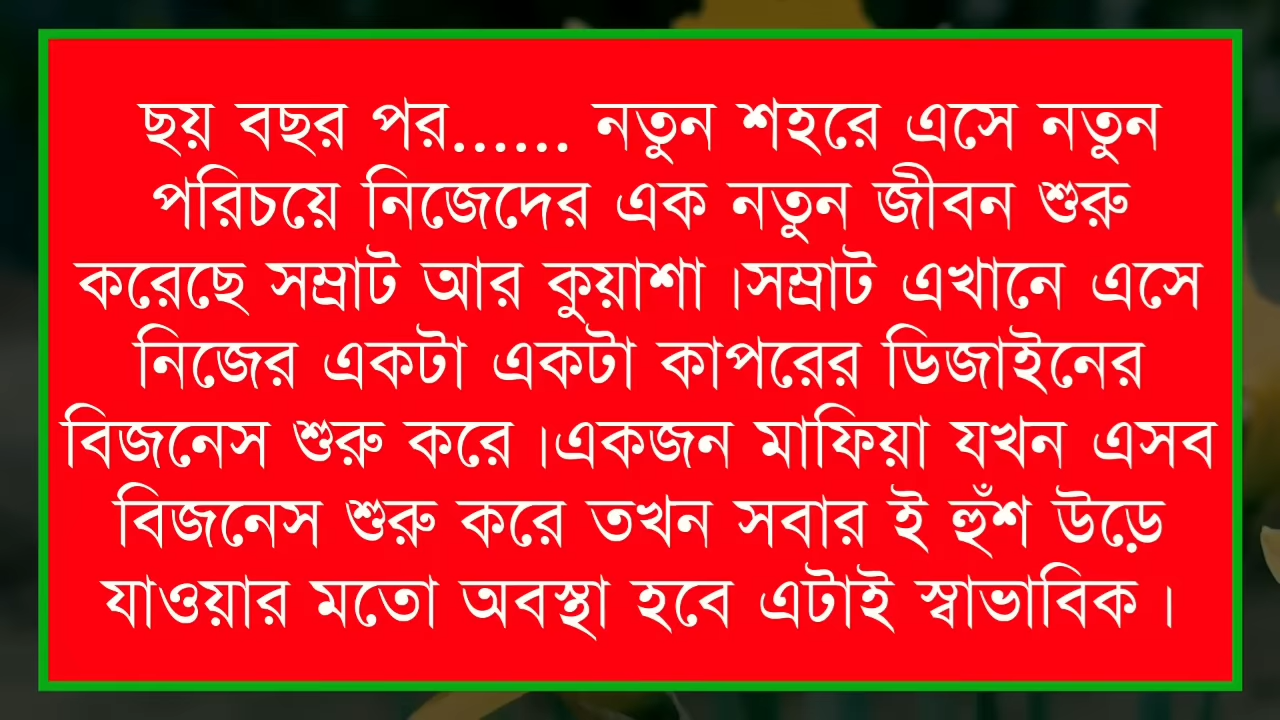 ছয় বছর পর...... নতুন শহরে এসে নতুন
পরিচয়ে নিজেদের এক নতুন জীবন শুরু
করেছে সম্রাট আর কুয়াশা।সম্রাট এখানে এসে
নিজের একটা একটা কাপরের ডিজাইনের
বিজনেস শুরু করে।একজন মাফিয়া যখন এসব
বিজনেস শুরু করে তখন সবার ই হুঁশ উড়ে
যাওয়ার মতো অবস্থা হবে এটাই স্বাভাবিক।